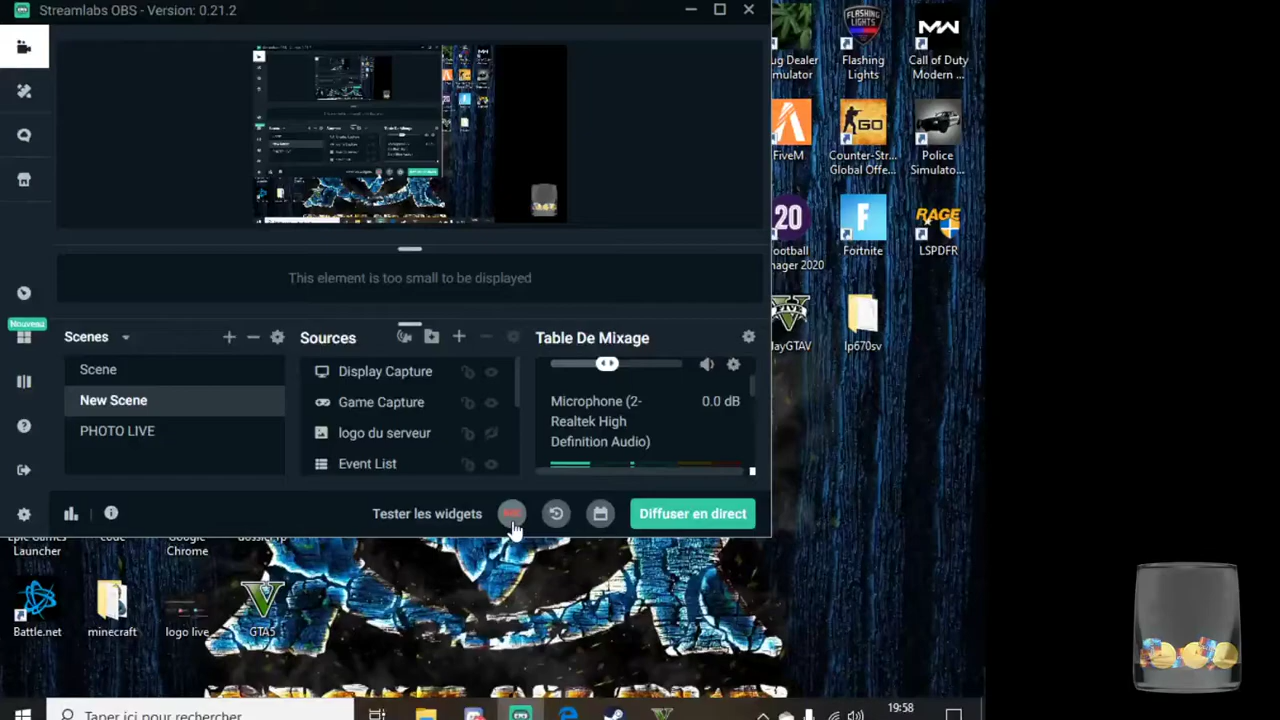 Streamlabs OBS - Version: 0.21.2
ug Dealer
imulator
Flashing
Lights
Call of Duty
Modern ...
FiveM
Counter-Str...
Global Offe...
Police
Simulato...
20
ootball
nager 2020
Fortnite
RAGE
LSPDFR
layGTAV
lp670sv
This element is too small to be displayed
Nouveau
Scenes
Sources
Table De Mixage
Scene
New Scene
PHOTO LIVE
Display Capture
Game Capture
logo du serveur
Event List
Microphone (2-
Realtek High
Definition Audio)
0.0 dB
Tester les widgets
REC
Diffuser en direct
Epic Games
Launcher
Google
Chrome
Battle.net
minecraft
logo live
GTA5
Taper ici pour rechercher
19:58